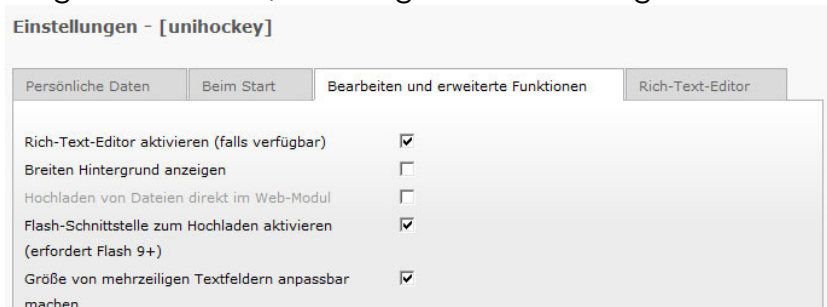 Einstellungen - [unihockey]
Persönliche Daten Beim Start Bearbeiten und erweiterte Funktionen Rich-Text-Editor
Rich-Text-Editor aktivieren (falls verfügbar)
Breiten Hintergrund anzeigen
Hochladen von Dateien direkt im Web-Modul
Flash-Schnittstelle zum Hochladen aktivieren
(erfordert Flash 9+)
Größe von mehrzeiligen Textfeldern anpassbar
machen